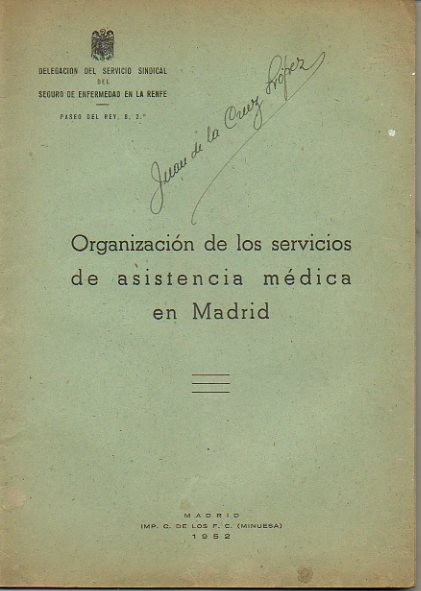 DELEGACION DEL SERVICIO SINDICAL
DEL
SEGURO DE ENFERMEDAD EN LA RENFE
PASEO DEL REY, 8, 2.º
Juan de la Cruz López
Organización de los servicios
de asistencia médica
en Madrid
MADRID
IMP. C. DE LOS F. C. (MINUESA)
1952